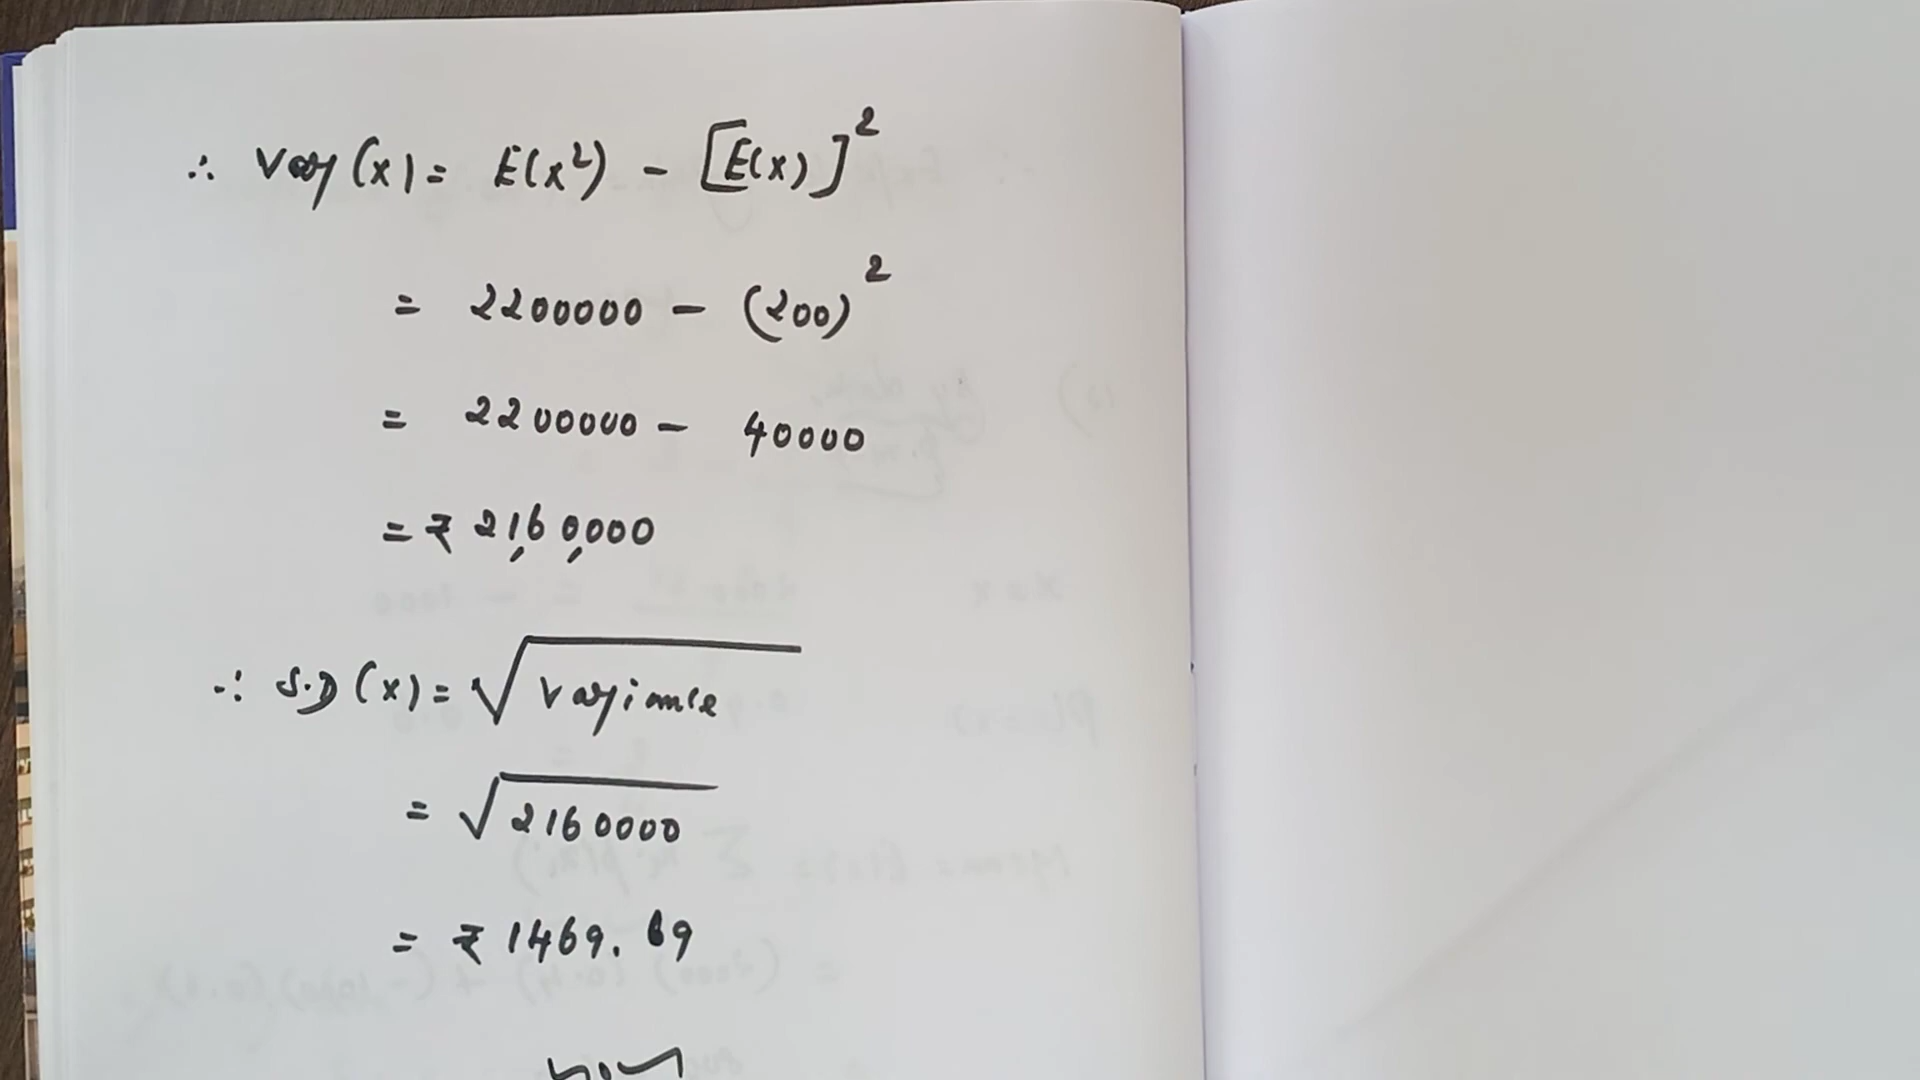 ∴ Var(x) = E(x²) - [E(x)]²
= 2200000 - (200)²
= 2200000 - 40000
= ₹ 21,60,000
∴ S.D(x) = √Variance
= √2160000
= ₹ 1469.69